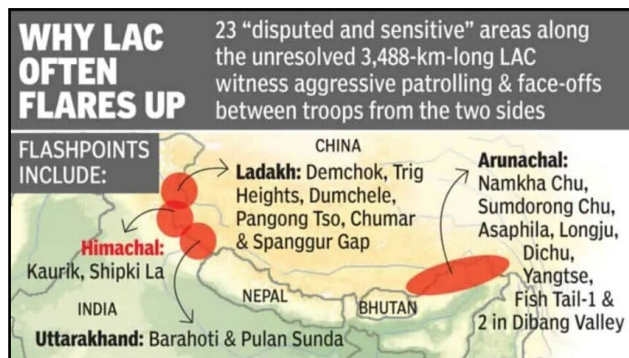 WHY LAC
OFTEN
FLARES UP
23 “disputed and sensitive” areas along
the unresolved 3,488-km-long LAC
witness aggressive patrolling & face-offs
between troops from the two sides
FLASHPOINTS
INCLUDE:
CHINA
Ladakh: Demchok, Trig
Heights, Dumchele,
Pangong Tso, Chumar
& Spanggur Gap
Arunachal:
Namkha Chu,
Sumdorong Chu,
Asaphila, Longju,
Dichu,
Yangtse,
Fish Tail-1 &
2 in Dibang Valley
Himachal:
Kaurik, Shipki La
INDIA
NEPAL
BHUTAN
Uttarakhand: Barahoti & Pulan Sunda